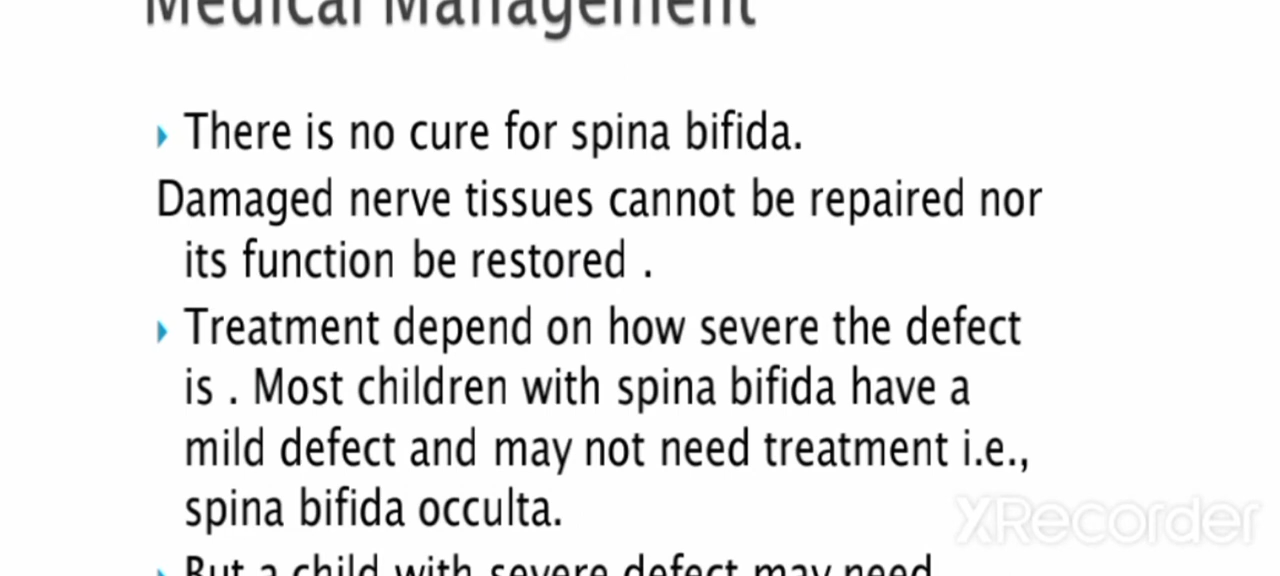 Medical Management
There is no cure for spina bifida.
Damaged nerve tissues cannot be repaired nor
its function be restored .
Treatment depend on how severe the defect
is . Most children with spina bifida have a
mild defect and may not need treatment i.e.,
spina bifida occulta.
But a child with severe defect may need
XRecorder